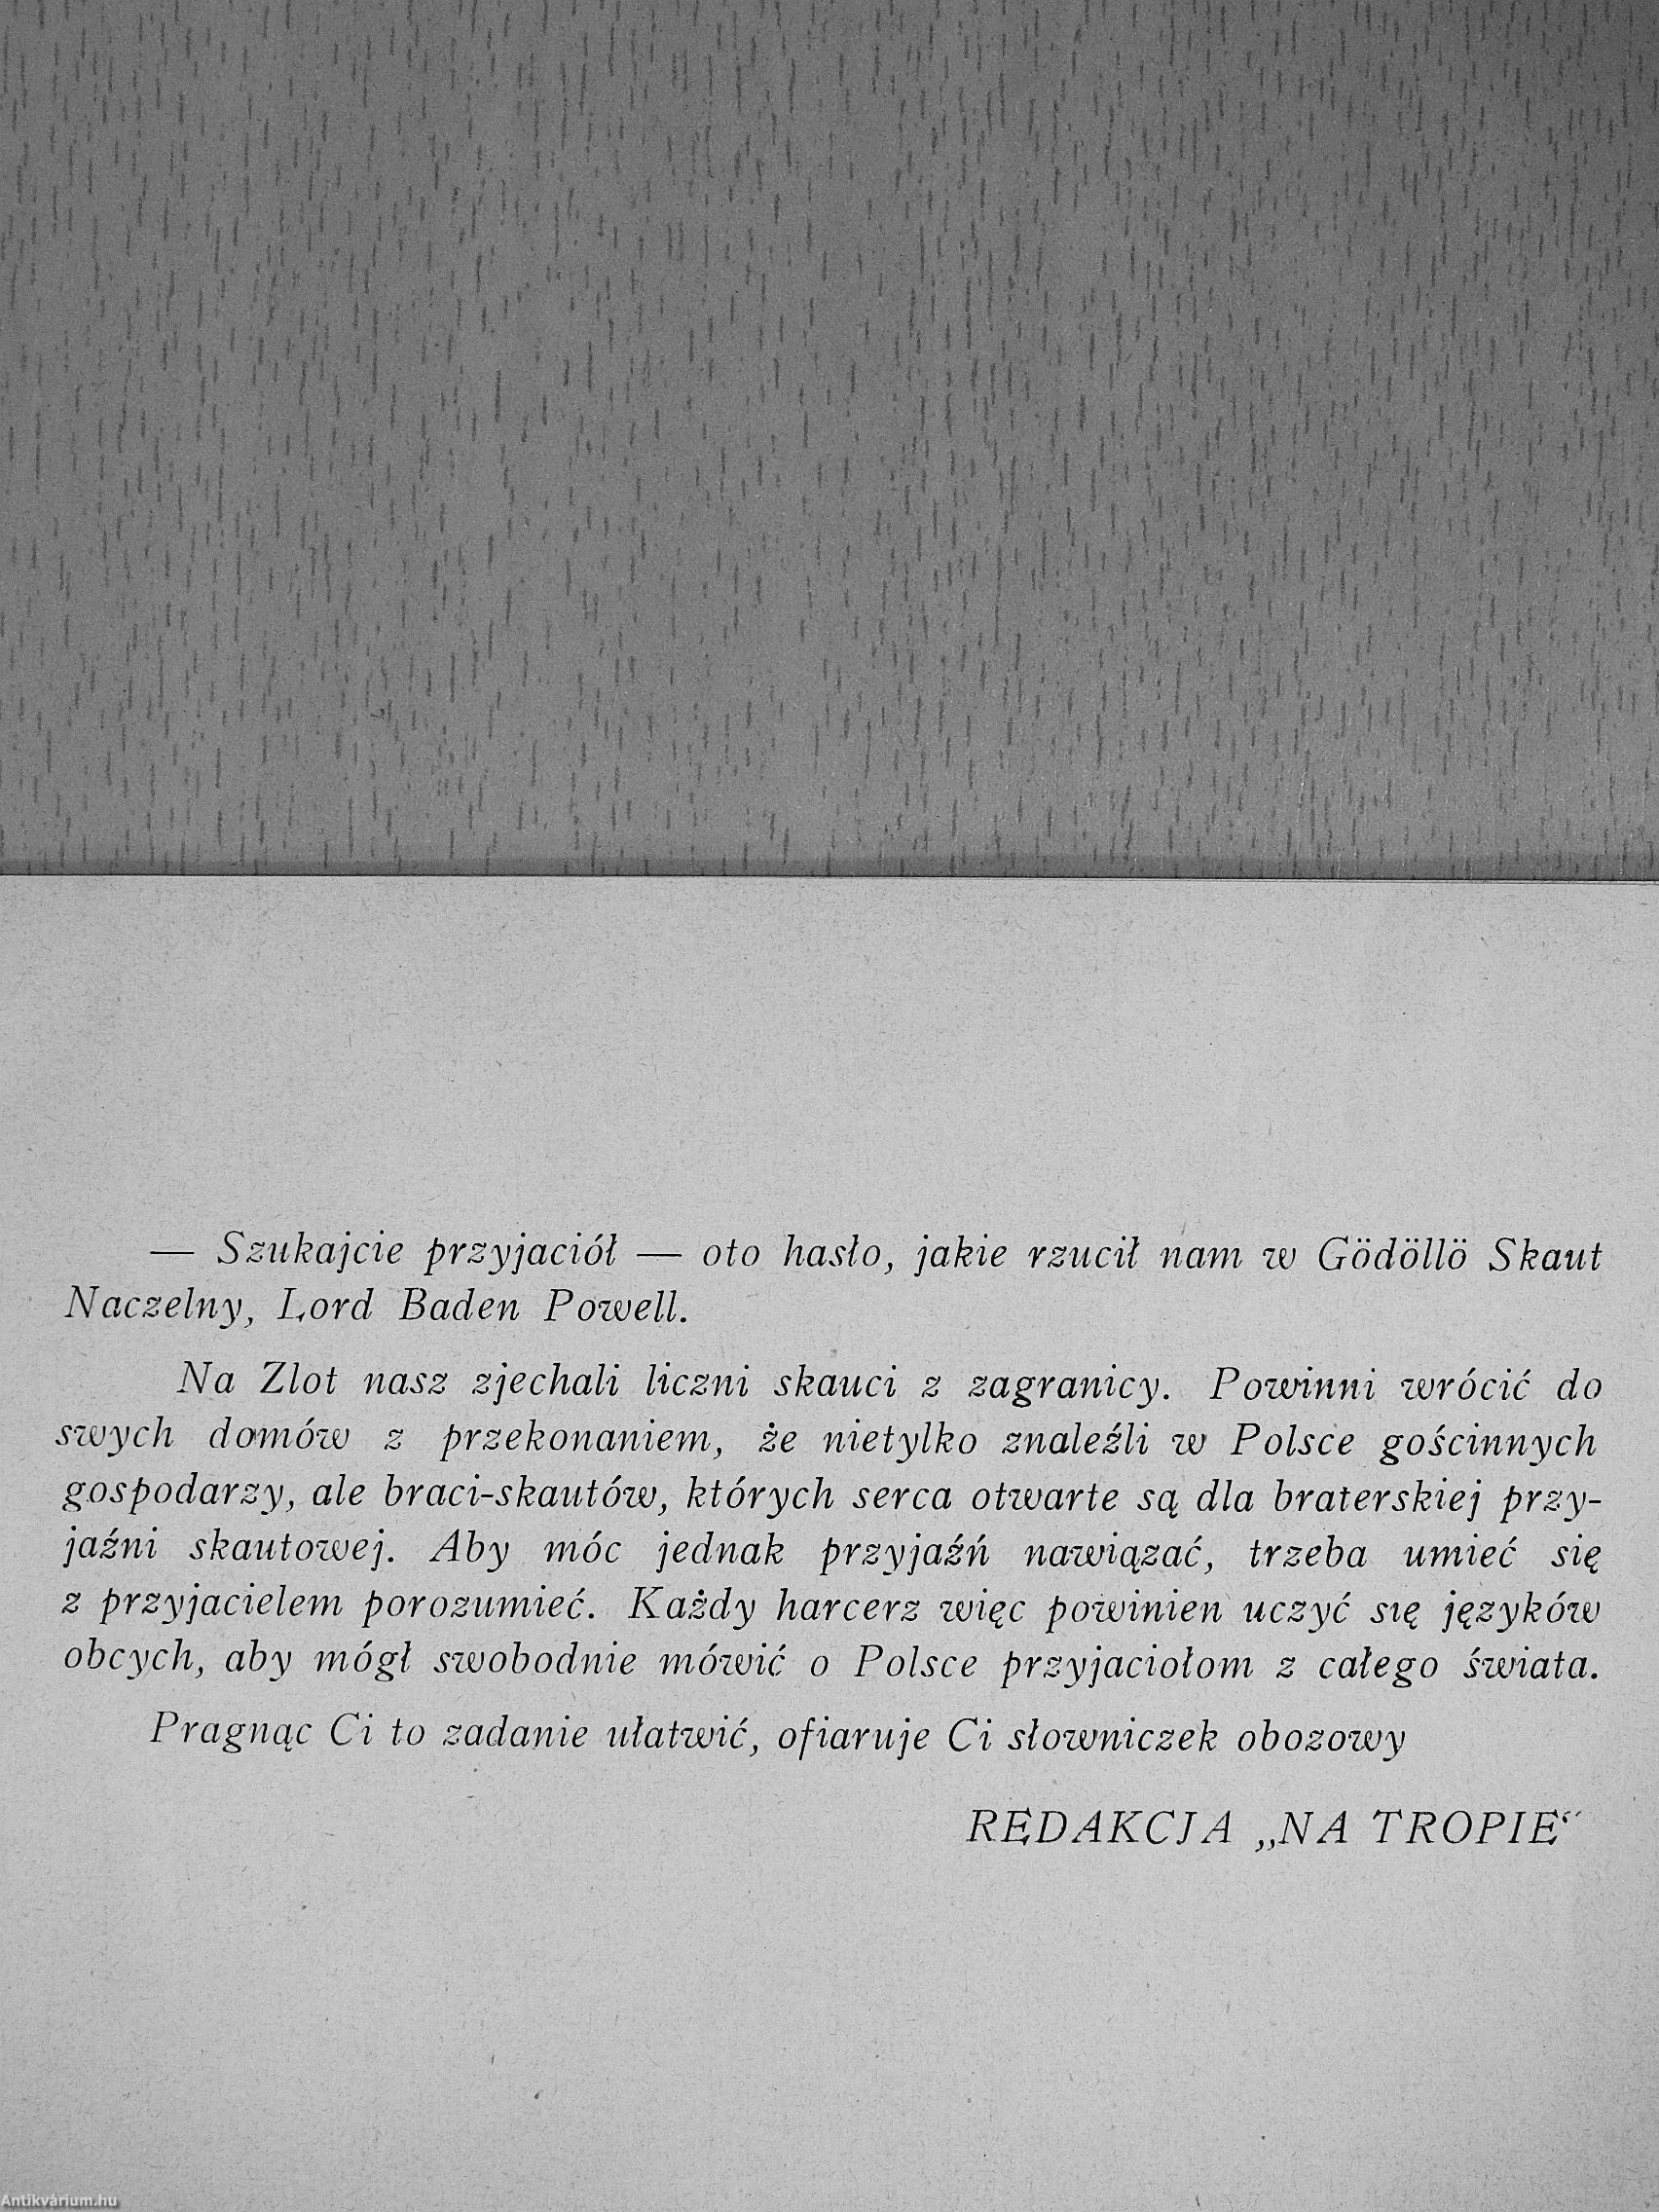 — Szukajcie przyjaciół — oto hasło, jakie rzucił nam w Gödöllö Skaut
Naczelny, Lord Baden Powell.
Na Zlot nasz zjechali liczni skauci z zagranicy. Powinni wrócić do
swych domów z przekonaniem, że nietylko znaleźli w Polsce gościnnych
gospodarzy, ale braci-skautów, których serca otwarte są dla braterskiej przy-
jaźni skautowej. Aby móc jednak przyjaźń nawiązać, trzeba umieć się
z przyjacielem porozumieć. Każdy harcerz więc powinien uczyć się języków
obcych, aby mógł swobodnie mówić o Polsce przyjaciołom z całego świata.
Pragnąc Ci to zadanie ułatwić, ofiaruje Ci słowniczek obozowy
REDAKCJA „NA TROPIE“
Antikvárium.hu